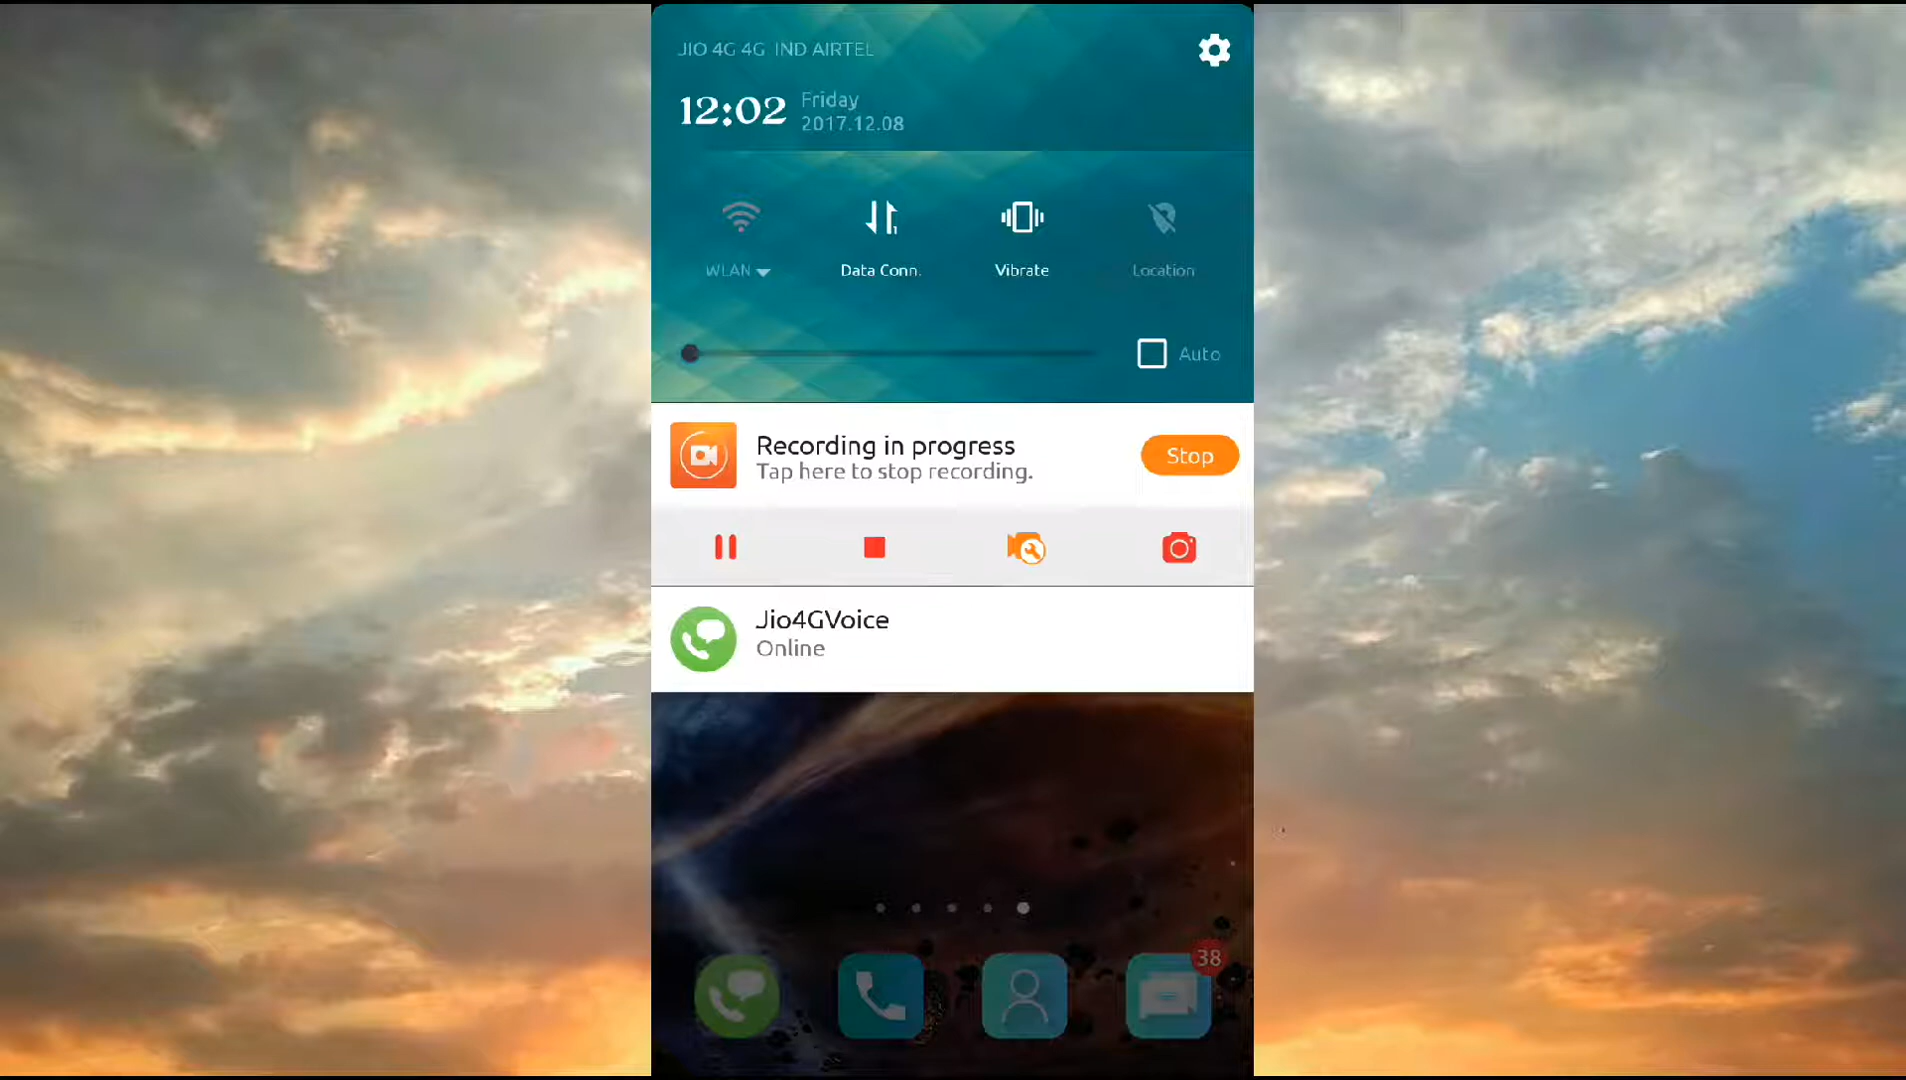 JIO 4G 4G IND AIRTEL
12:02
Friday
2017.12.08
WLAN
Data Conn.
Vibrate
Location
Auto
Recording in progress
Tap here to stop recording.
Stop
Jio4GVoice
Online
38